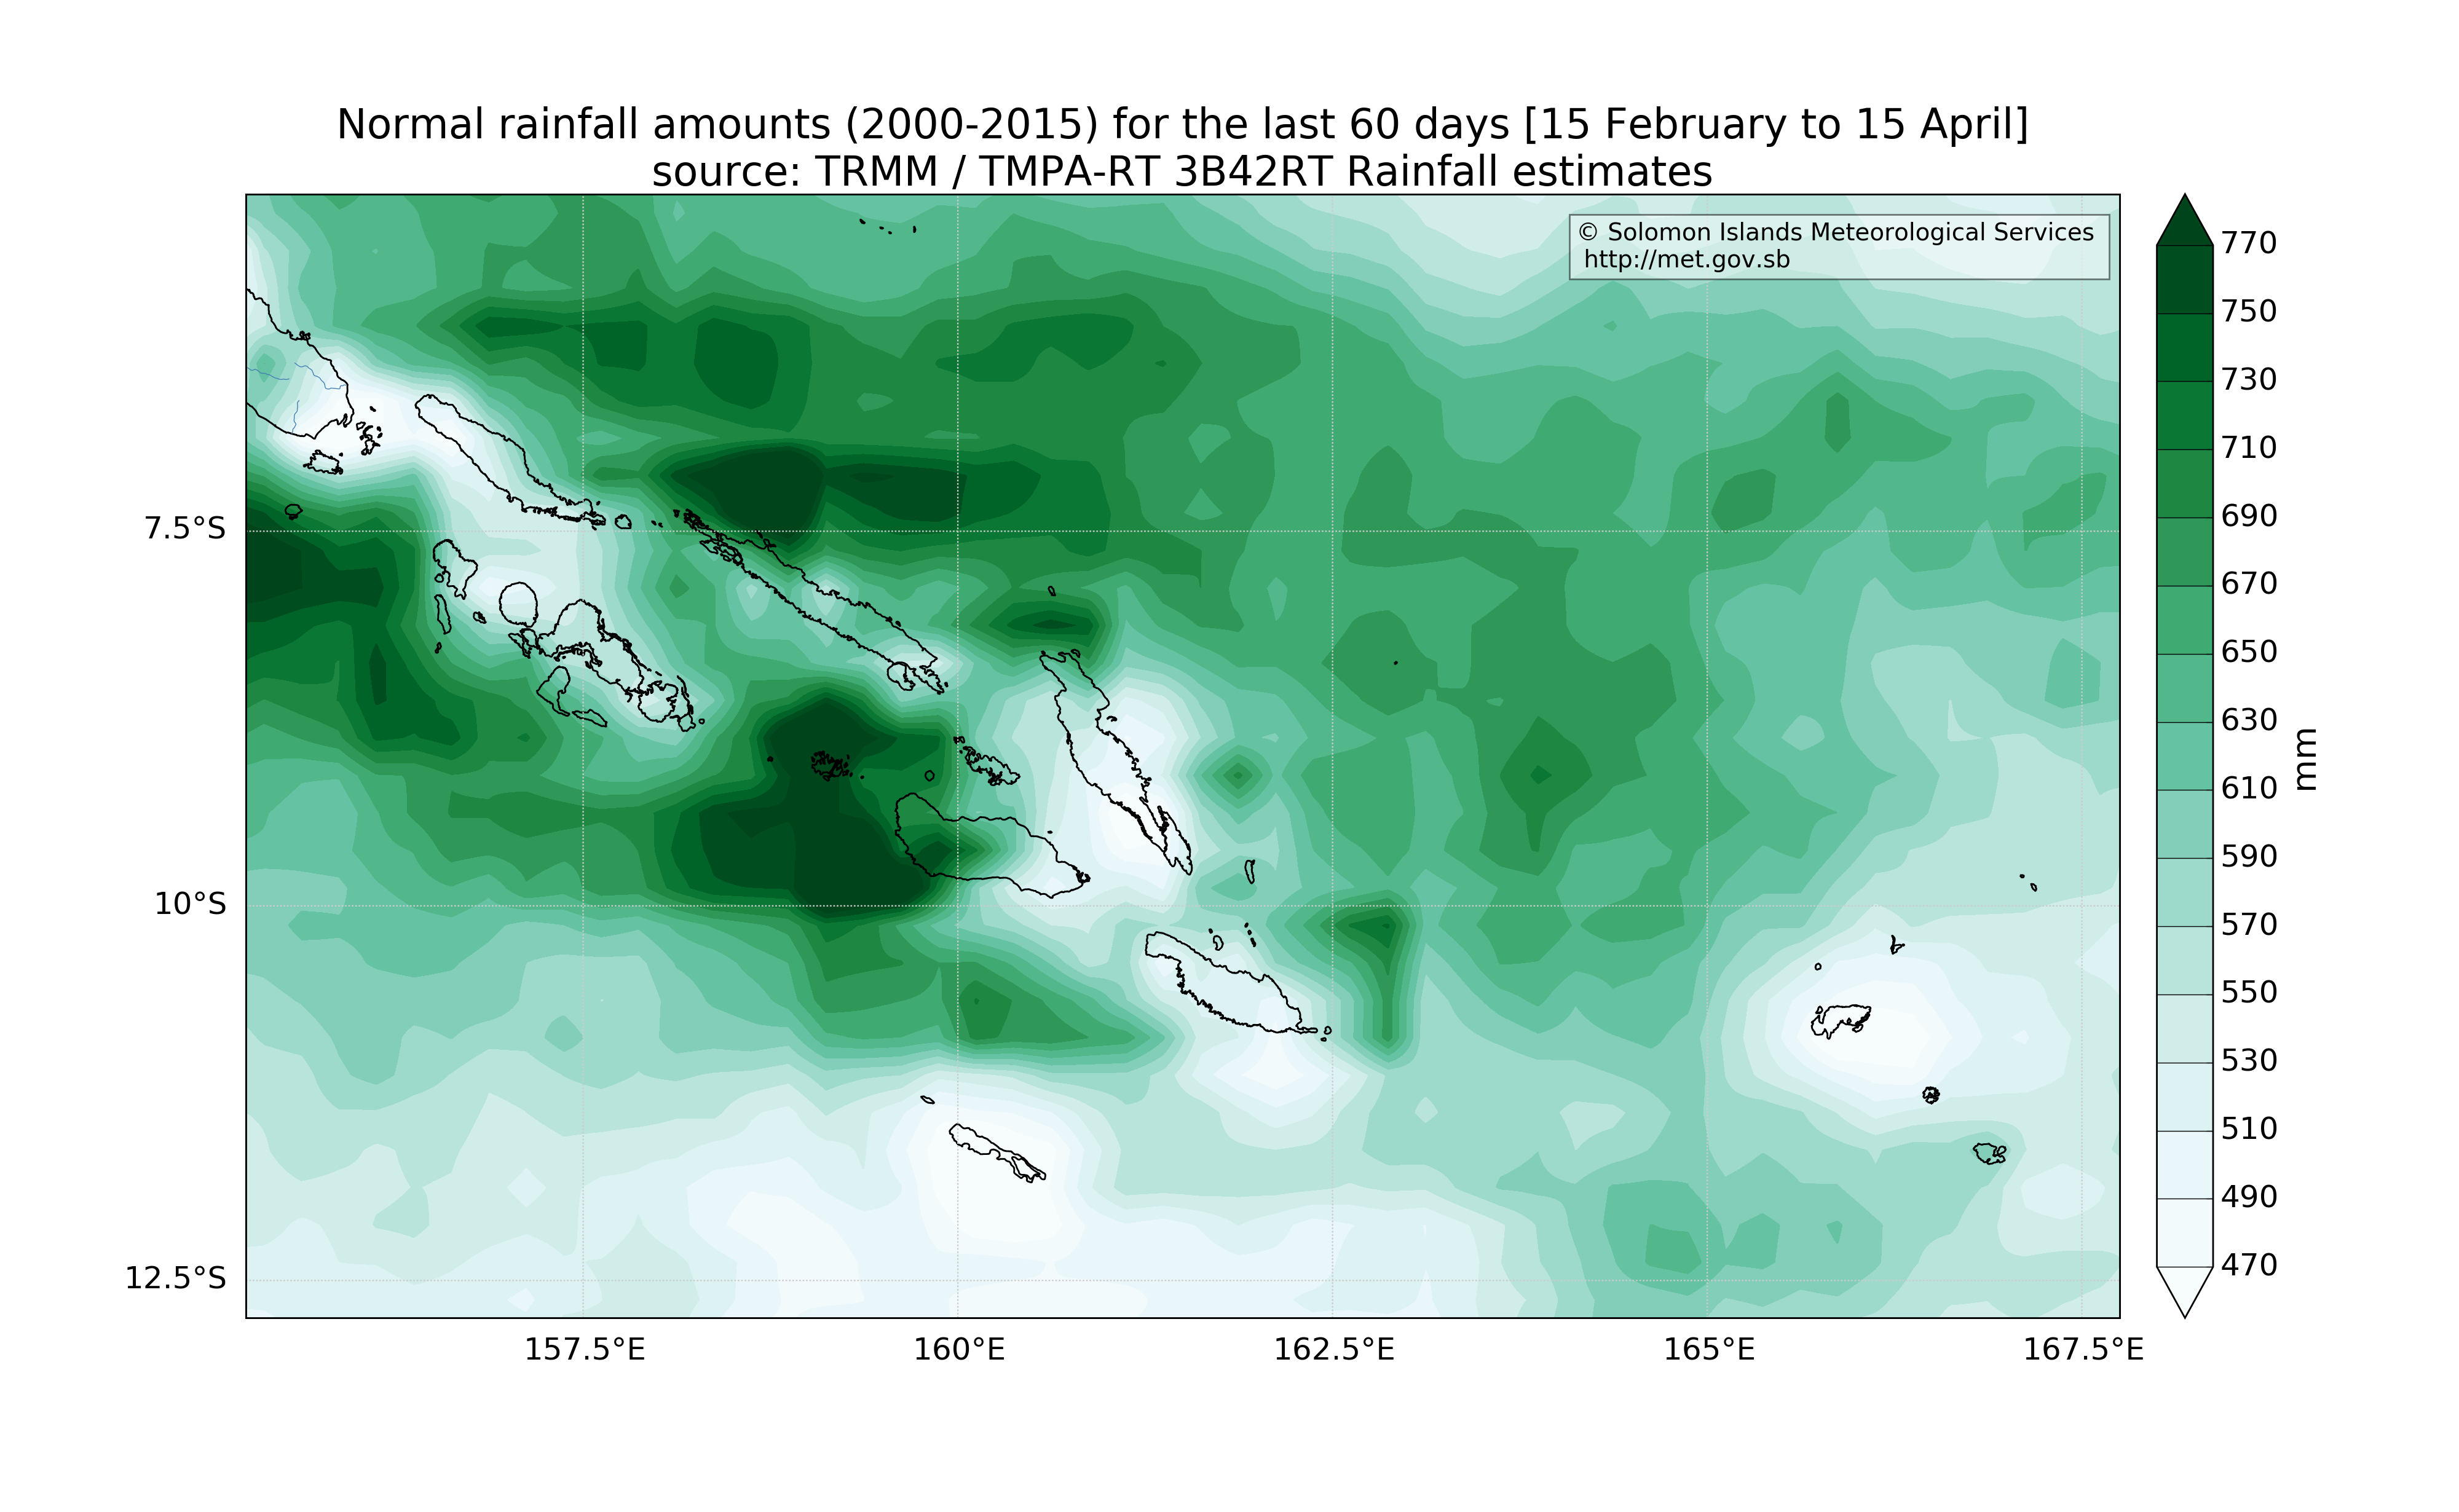 Normal rainfall amounts (2000-2015) for the last 60 days [15 February to 15 April]
source: TRMM / TMPA-RT 3B42RT Rainfall estimates
© Solomon Islands Meteorological Services
http://met.gov.sb
7.5°S
10°S
12.5°S
157.5°E
160°E
162.5°E
165°E
167.5°E
770
750
730
710
690
670
650
630
610
590
570
550
530
510
490
470
mm